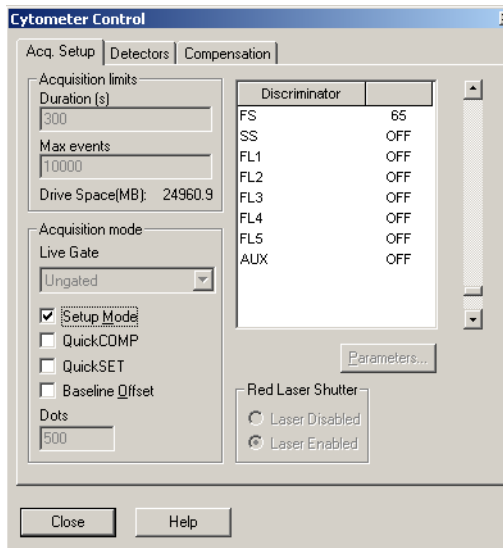 Cytometer Control
Acq. Setup
Detectors
Compensation
Acquisition limits
Duration (s)
300
Max events
10000
Drive Space(MB): 24960.9
Acquisition mode
Live Gate
Ungated
Setup Mode
QuickCOMP
QuickSET
Baseline Offset
Dots
500
Discriminator
FS 65
SS OFF
FL1 OFF
FL2 OFF
FL3 OFF
FL4 OFF
FL5 OFF
AUX OFF
Parameters...
Red Laser Shutter
Laser Disabled
Laser Enabled
Close
Help